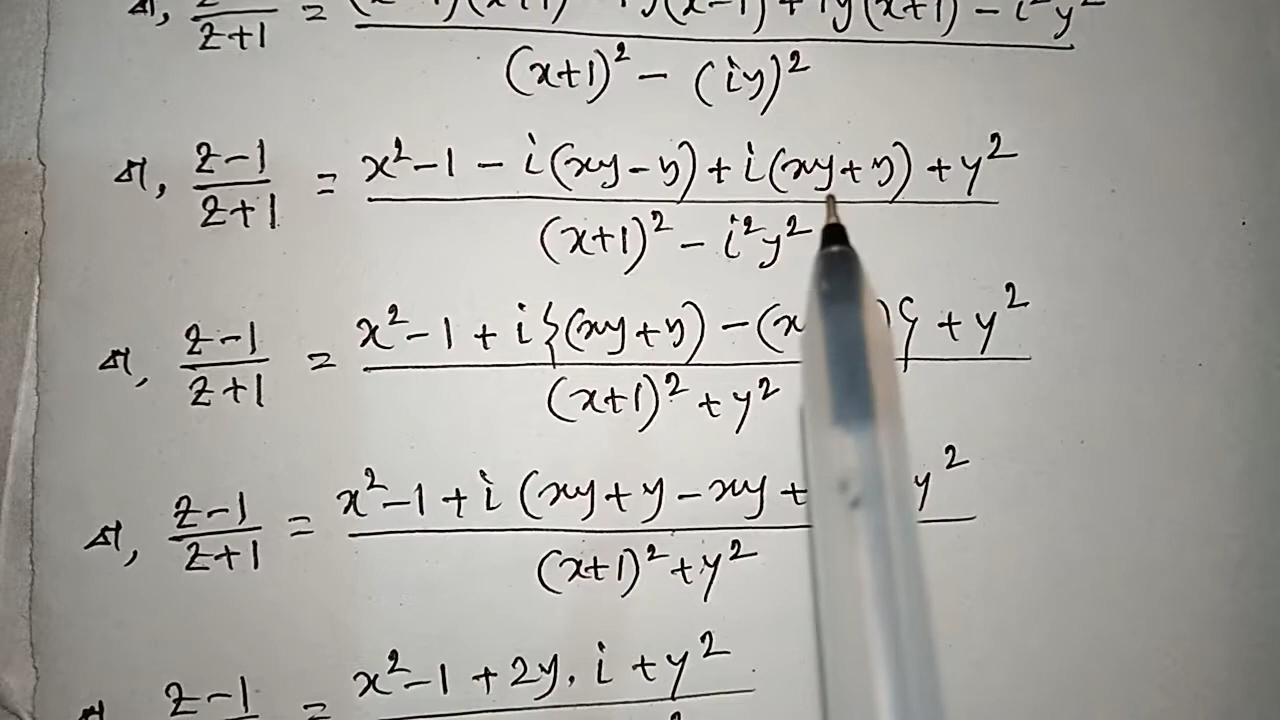 বা, z-1/z+1 = (x-1)(x+1) - iy(x-1) + iy(x+1) - i²y² / (x+1)² - (iy)²
বা, z-1/z+1 = x²-1 - i(xy-y) + i(xy+y) + y² / (x+1)² - i²y²
বা, z-1/z+1 = x²-1 + i{(xy+y) - (x )} + y² / (x+1)² + y²
বা, z-1/z+1 = x²-1 + i (xy+y-xy+ y² / (x+1)² + y²
বা, z-1 = x²-1 + 2y. i + y²